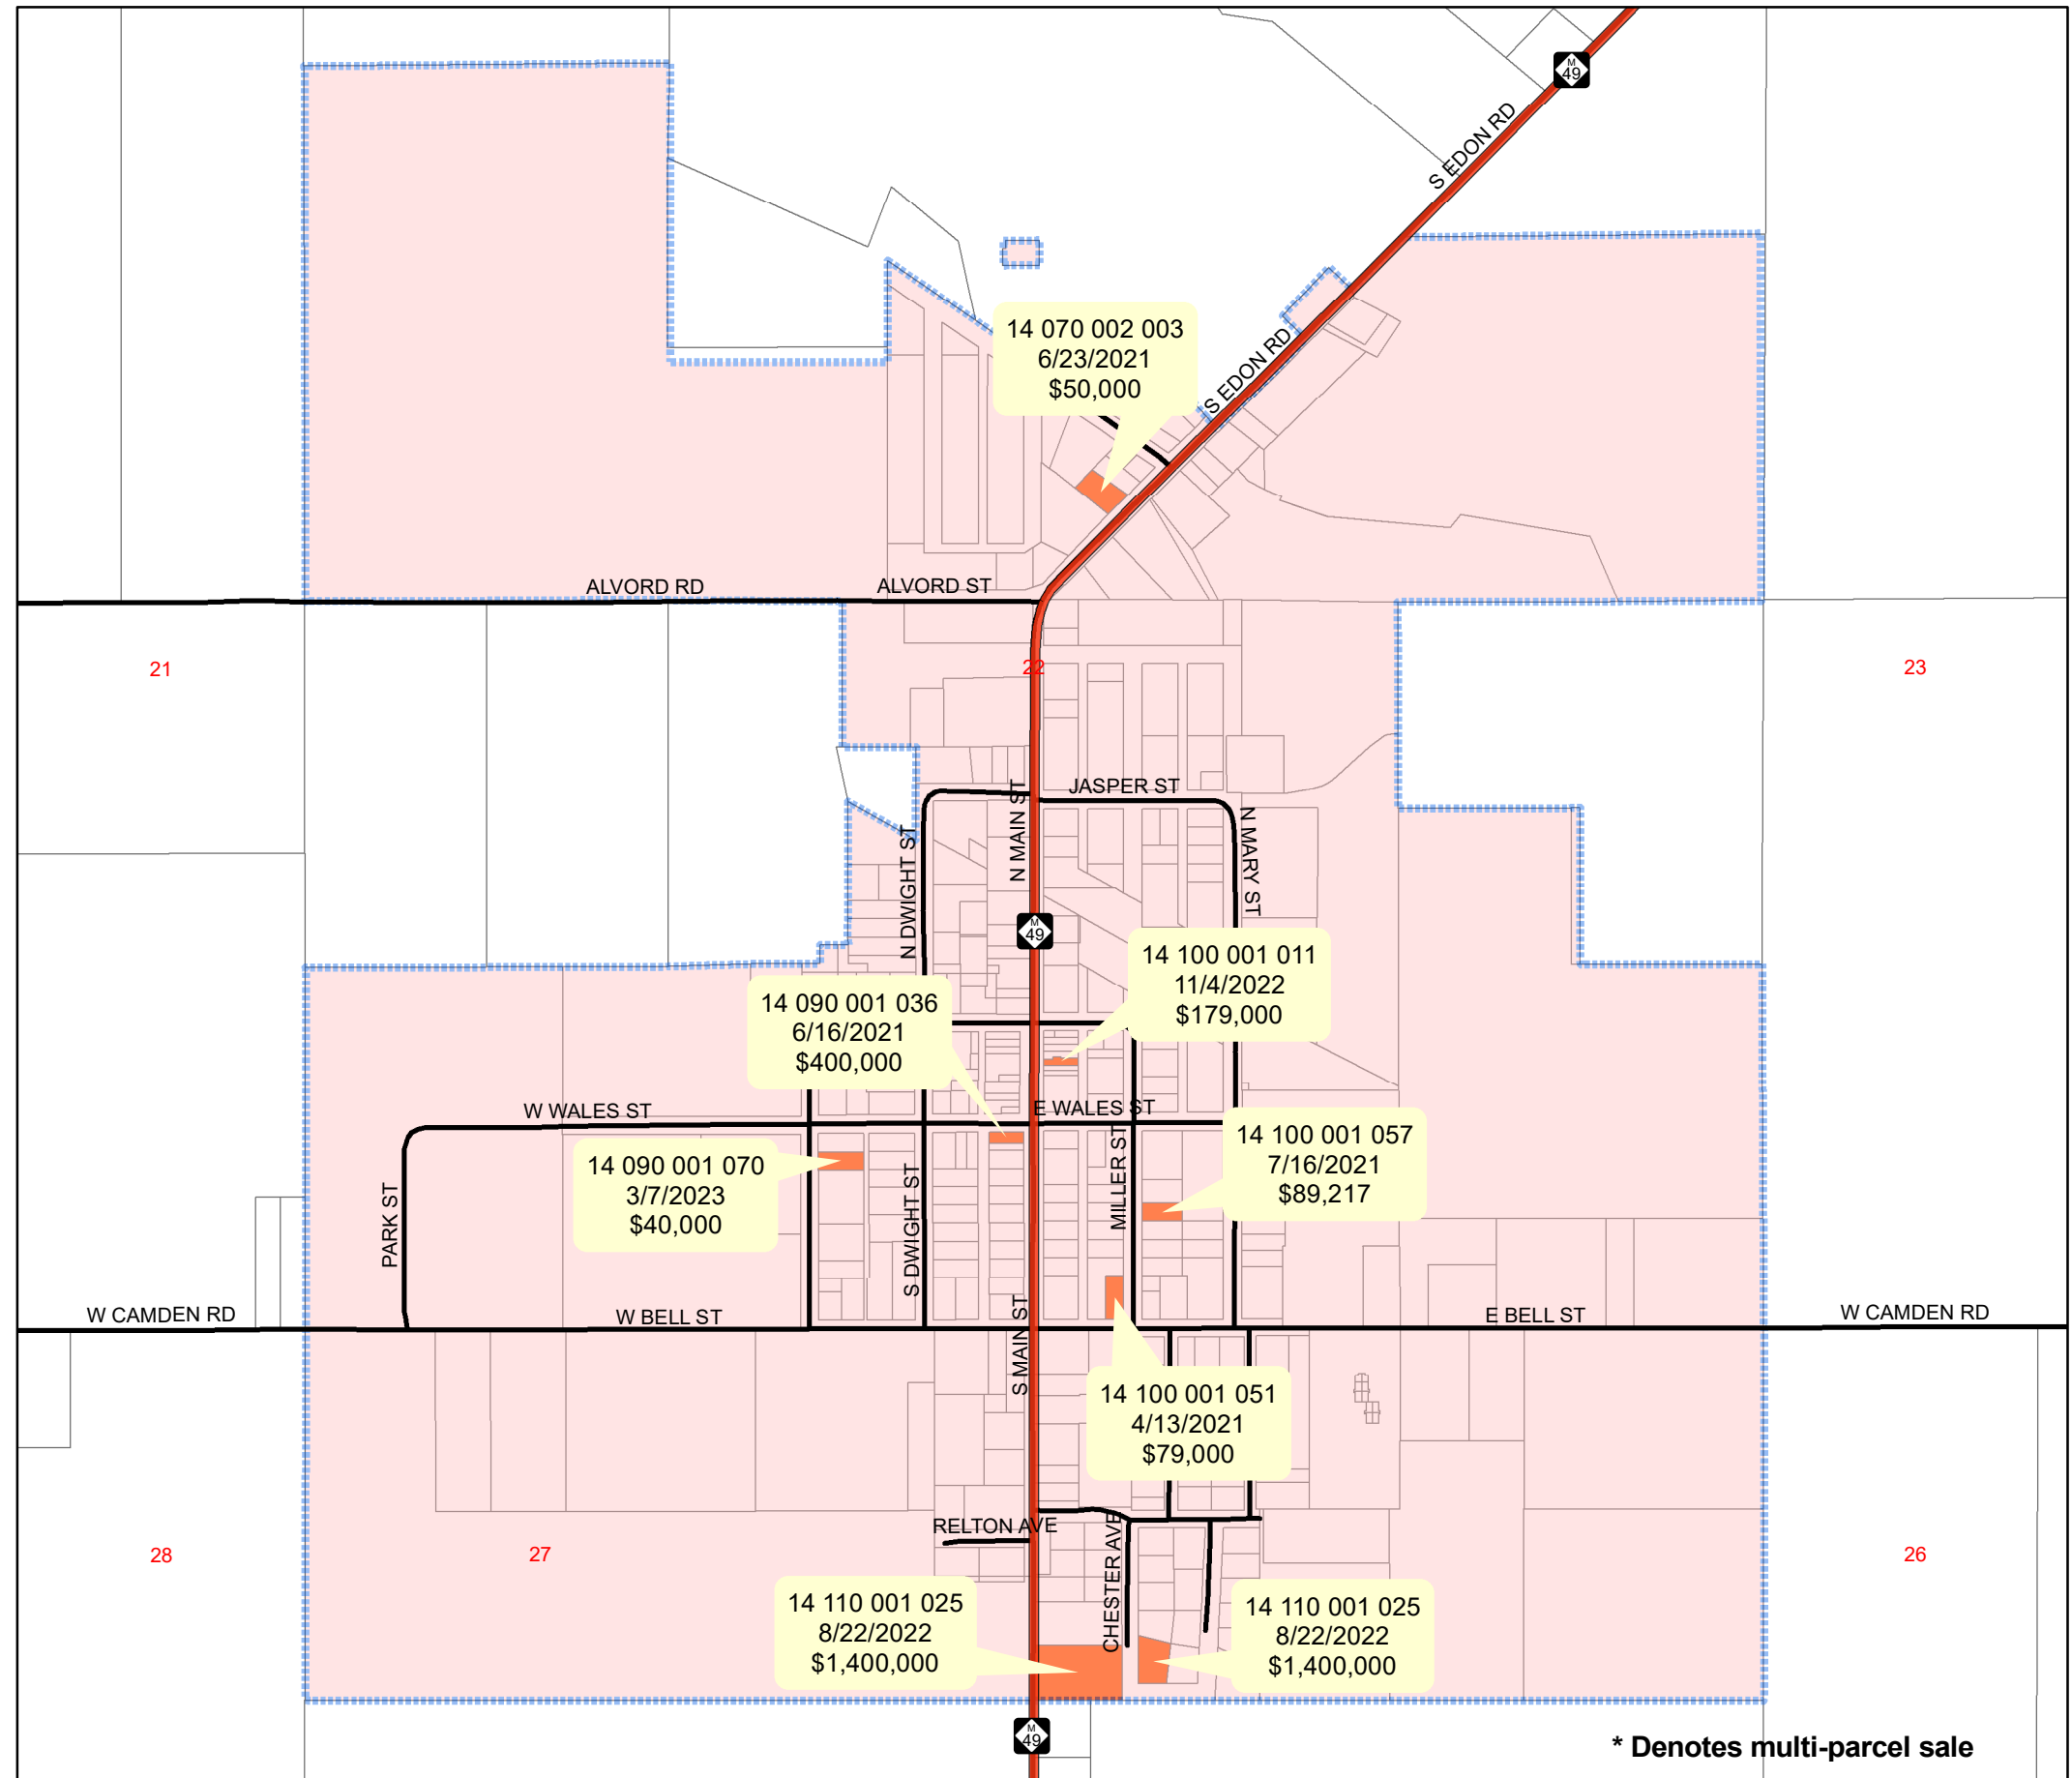 M
49
S EDON RD
14 070 002 003
6/23/2021
$50,000
S EDON RD
ALVORD RD
ALVORD ST
21
22
23
JASPER ST
N MAIN ST
N DWIGHT ST
N MARY ST
M
49
14 100 001 011
11/4/2022
$179,000
14 090 001 036
6/16/2021
$400,000
W WALES ST
E WALES ST
14 100 001 057
7/16/2021
$89,217
14 090 001 070
3/7/2023
$40,000
PARK ST
S DWIGHT ST
MILLER ST
W CAMDEN RD
W BELL ST
E BELL ST
W CAMDEN RD
S MAIN ST
14 100 001 051
4/13/2021
$79,000
RELTON AVE
CHESTER AVE
28
27
26
14 110 001 025
8/22/2022
$1,400,000
14 110 001 025
8/22/2022
$1,400,000
M
49
* Denotes multi-parcel sale